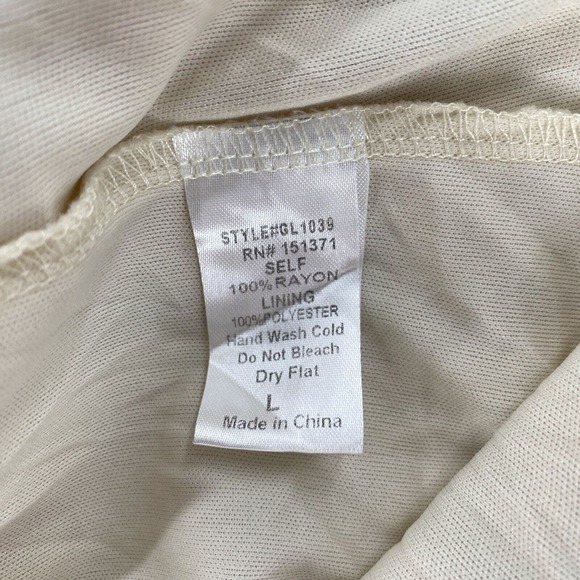 STYLE#GL1039
RN# 151371
SELF
100%RAYON
LINING
100%POLYESTER
Hand Wash Cold
Do Not Bleach
Dry Flat
L
Made in China